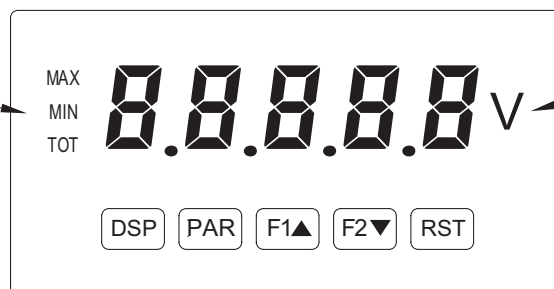 MAX
MIN
TOT
8.8.8.8.8 V
DSP PAR F1▲ F2▼ RST